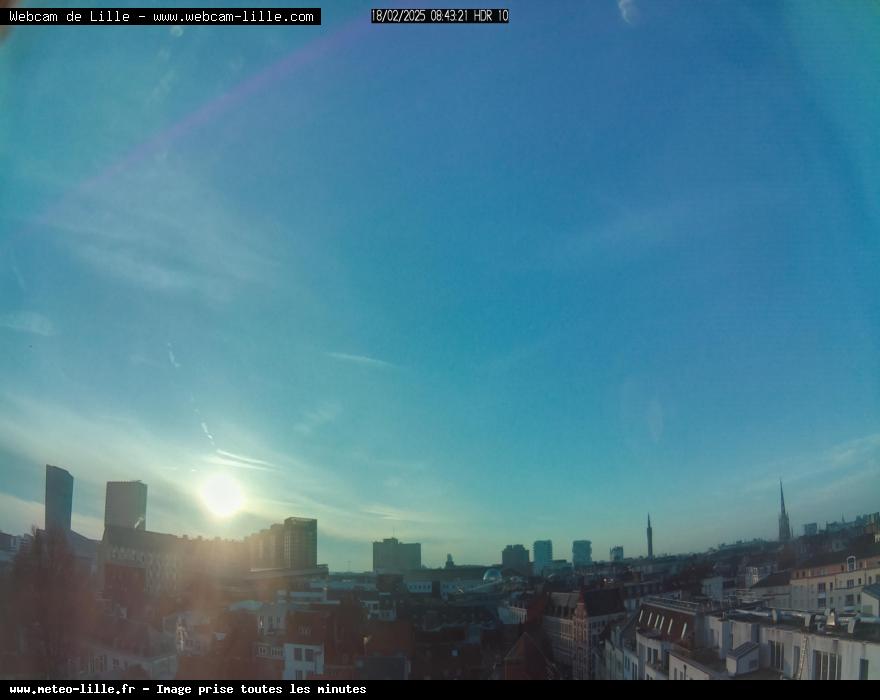 Webcam de Lille - www.webcam-lille.com
18/02/2025 08:43:21 HDR 10
www.meteo-lille.fr - Image prise toutes les minutes